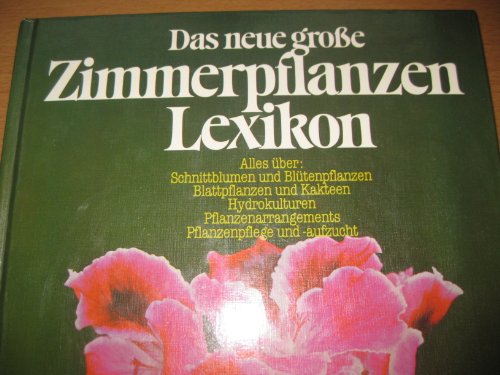 Das neue große
Zimmerpflanzen
Lexikon
Alles über:
Schnittblumen und Blütenpflanzen
Blattpflanzen und Kakteen
Hydrokulturen
Pflanzenarrangements
Pflanzenpflege und -aufzucht